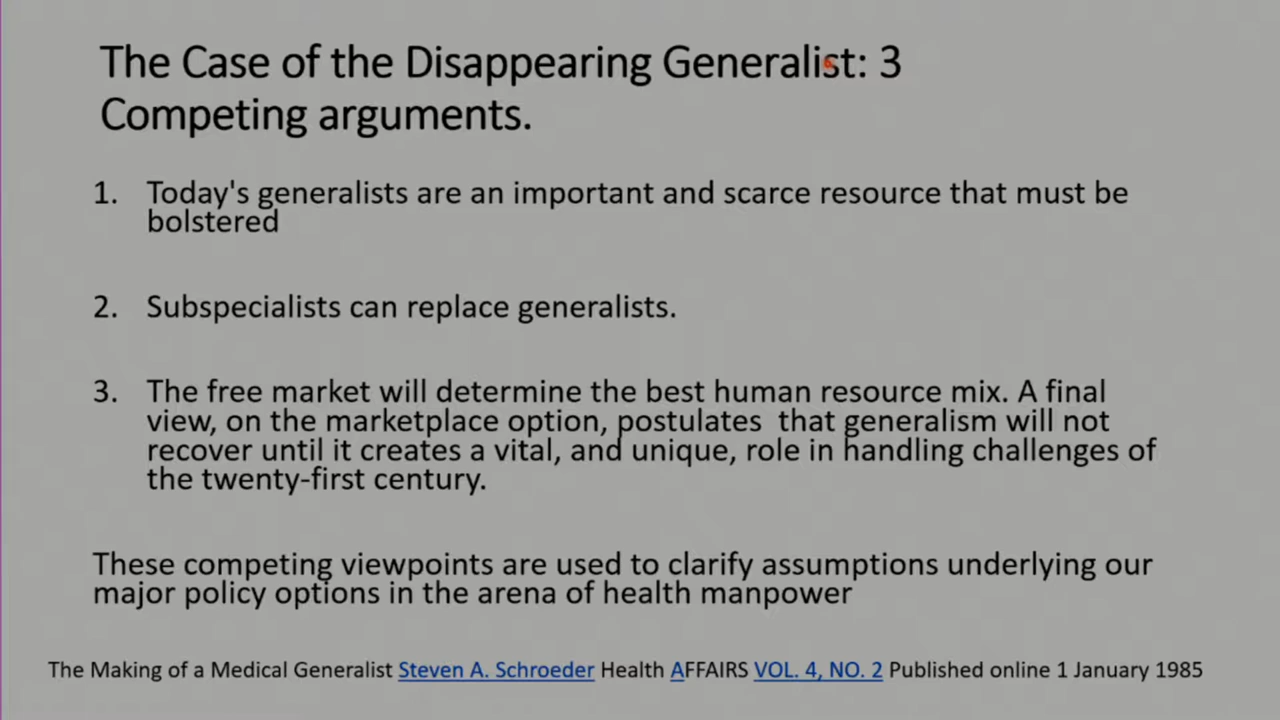 The Case of the Disappearing Generalist: 3
Competing arguments.
1. Today's generalists are an important and scarce resource that must be
bolstered
2. Subspecialists can replace generalists.
3. The free market will determine the best human resource mix. A final
view, on the marketplace option, postulates  that generalism will not
recover until it creates a vital, and unique, role in handling challenges of
the twenty-first century.
These competing viewpoints are used to clarify assumptions underlying our
major policy options in the arena of health manpower
The Making of a Medical Generalist Steven A. Schroeder Health AFFAIRS VOL. 4, NO. 2 Published online 1 January 1985